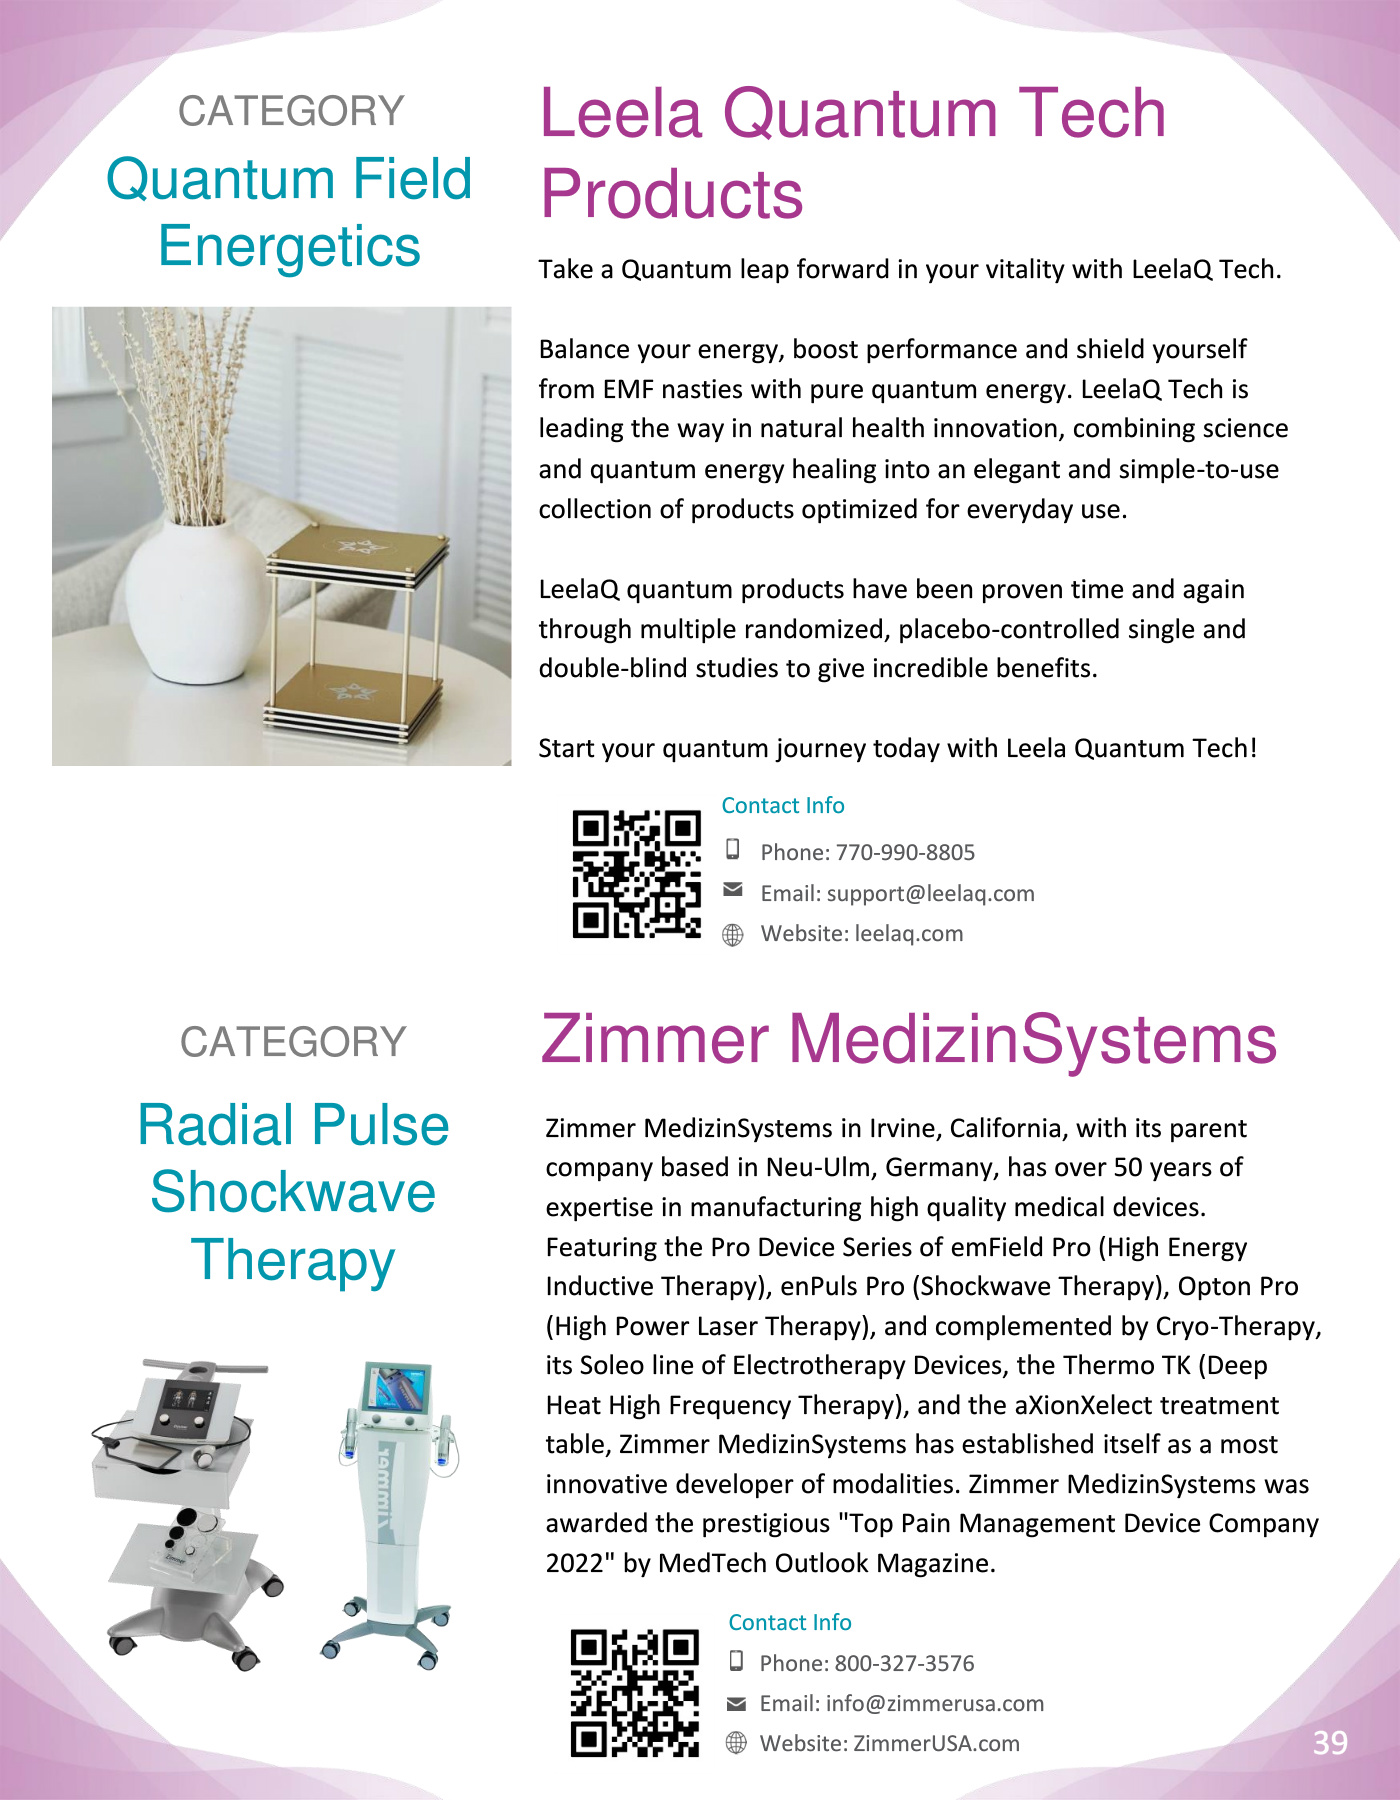 CATEGORY
Quantum Field
Energetics
Leela Quantum Tech
Products
Take a Quantum leap forward in your vitality with LeelaQ Tech.
Balance your energy, boost performance and shield yourself
from EMF nasties with pure quantum energy. LeelaQ Tech is
leading the way in natural health innovation, combining science
and quantum energy healing into an elegant and simple-to-use
collection of products optimized for everyday use.
LeelaQ quantum products have been proven time and again
through multiple randomized, placebo-controlled single and
double-blind studies to give incredible benefits.
Start your quantum journey today with Leela Quantum Tech!
Contact Info
Phone: 770-990-8805
Email: support@leelaq.com
Website: leelaq.com
CATEGORY
Radial Pulse
Shockwave
Therapy
Zimmer MedizinSystems
Zimmer MedizinSystems in Irvine, California, with its parent
company based in Neu-Ulm, Germany, has over 50 years of
expertise in manufacturing high quality medical devices.
Featuring the Pro Device Series of emField Pro (High Energy
Inductive Therapy), enPuls Pro (Shockwave Therapy), Opton Pro
(High Power Laser Therapy), and complemented by Cryo-Therapy,
its Soleo line of Electrotherapy Devices, the Thermo TK (Deep
Heat High Frequency Therapy), and the aXionXelect treatment
table, Zimmer MedizinSystems has established itself as a most
innovative developer of modalities. Zimmer MedizinSystems was
awarded the prestigious "Top Pain Management Device Company
2022" by MedTech Outlook Magazine.
Zimmer
Zimmer
Contact Info
Phone: 800-327-3576
Email: info@zimmerusa.com
Website: ZimmerUSA.com
39